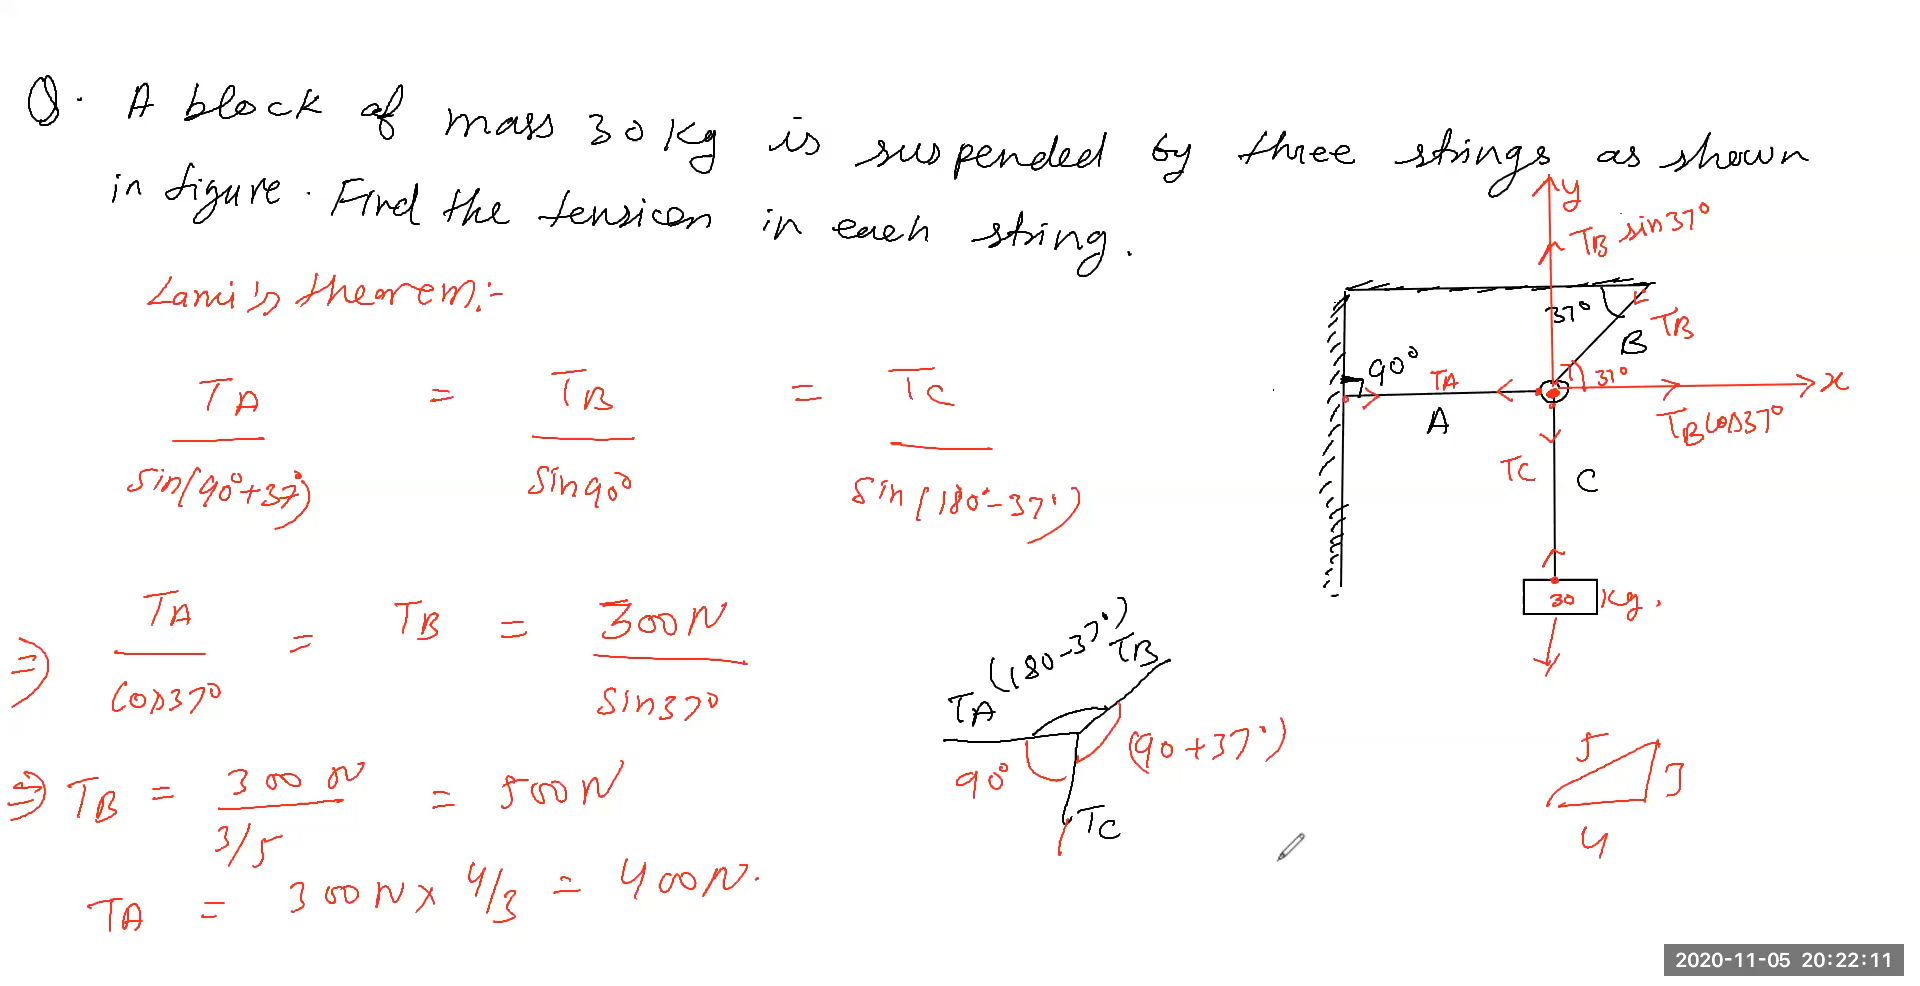 Q. A block of mass 30 kg is suspended by three strings as shown
in figure. Find the tension in each string.
Lami's theorem:-
TA / sin(90°+37°) = TB / sin90° = TC / sin(180°-37°)
⇒ TA / cos37° = TB = 300N / sin37°
⇒ TB = 300N / 3/5 = 500N
TA = 300N x 4/3 = 400N.
y
TB sin37°
37°
TB
B
90°
TA
37°
x
A
TB cos37°
TC
C
30 kg.
(180-37°)
TB
TA
90°
(90+37°)
TC
5
3
4
2020-11-05 20:22:11